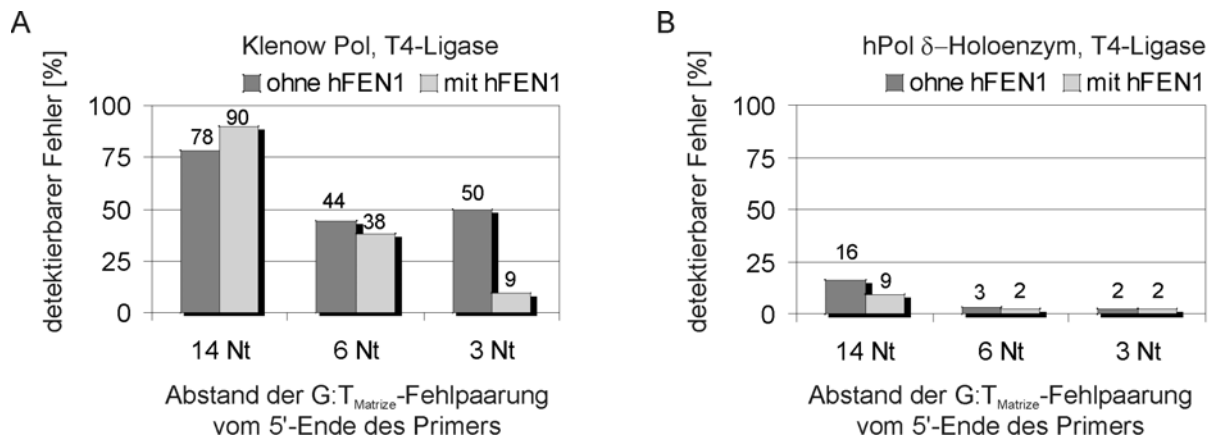 A
Klenow Pol, T4-Ligase
ohne hFEN1 mit hFEN1
detektierbarer Fehler [%]
100
75
50
25
0
78
90
44
38
50
9
14 Nt 6 Nt 3 Nt
Abstand der G:T_Matrize-Fehlpaarung
vom 5'-Ende des Primers
B
hPol δ–Holoenzym, T4-Ligase
ohne hFEN1 mit hFEN1
detektierbarer Fehler [%]
100
75
50
25
0
16
9
3
2
2
2
14 Nt 6 Nt 3 Nt
Abstand der G:T_Matrize-Fehlpaarung
vom 5'-Ende des Primers